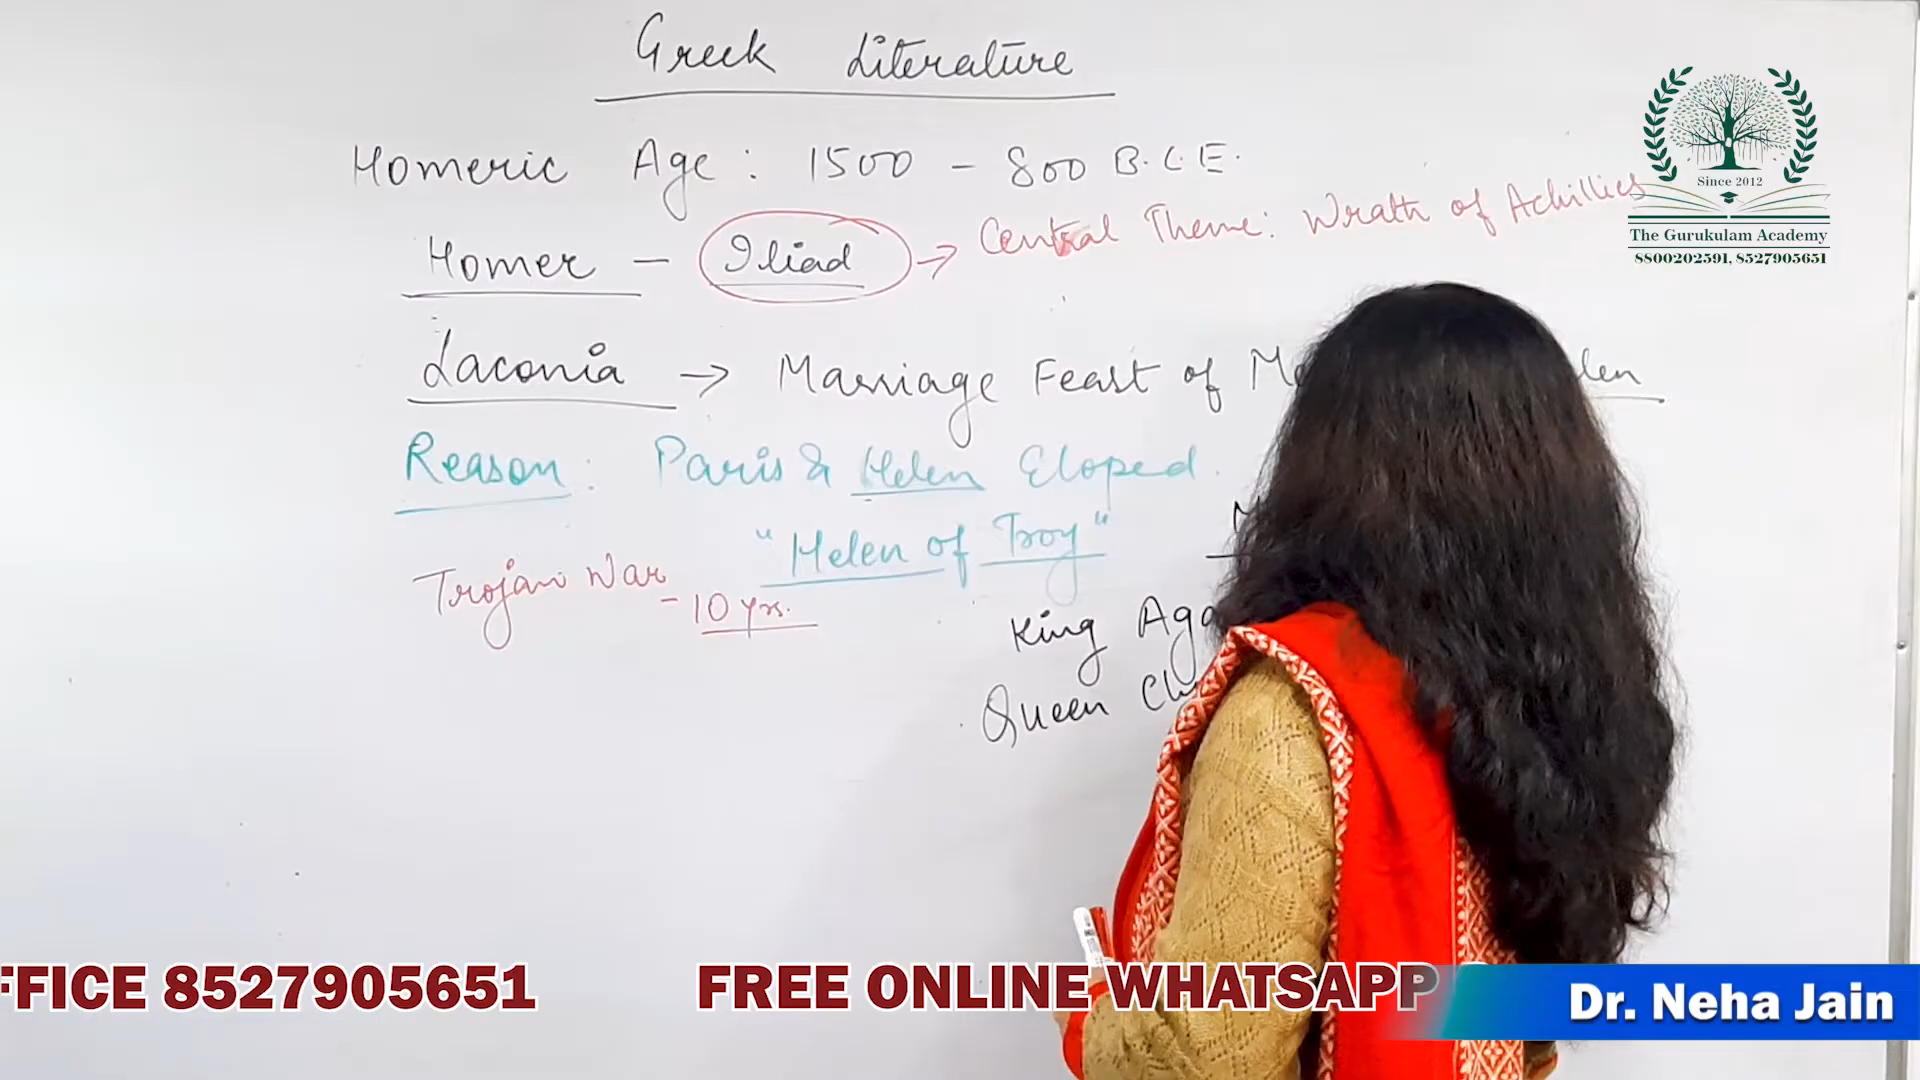 Greek Literature
Homeric Age : 1500 - 800 B.C.E.
Homer - Iliad → Central Theme: Wrath of Achillies
Laconia → Marriage Feast of
Reason : Paris & Helen Eloped.
"Helen of Troy"
Trojan War - 10 yrs.
King
Queen
Since 2012
The Gurukulam Academy
8800202591, 8527905651
FFICE 8527905651 FREE ONLINE WHATSAPP
Dr. Neha Jain